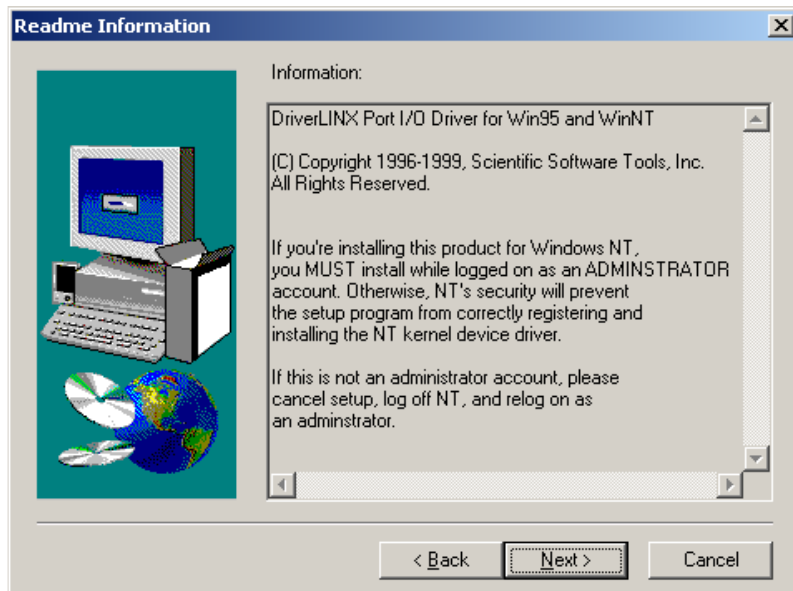 Readme Information
Information:
DriverLINX Port I/O Driver for Win95 and WinNT
(C) Copyright 1996-1999, Scientific Software Tools, Inc.
All Rights Reserved.
If you're installing this product for Windows NT,
you MUST install while logged on as an ADMINSTRATOR
account. Otherwise, NT's security will prevent
the setup program from correctly registering and
installing the NT kernel device driver.
If this is not an administrator account, please
cancel setup, log off NT, and relog on as
an adminstrator.
< Back
Next >
Cancel